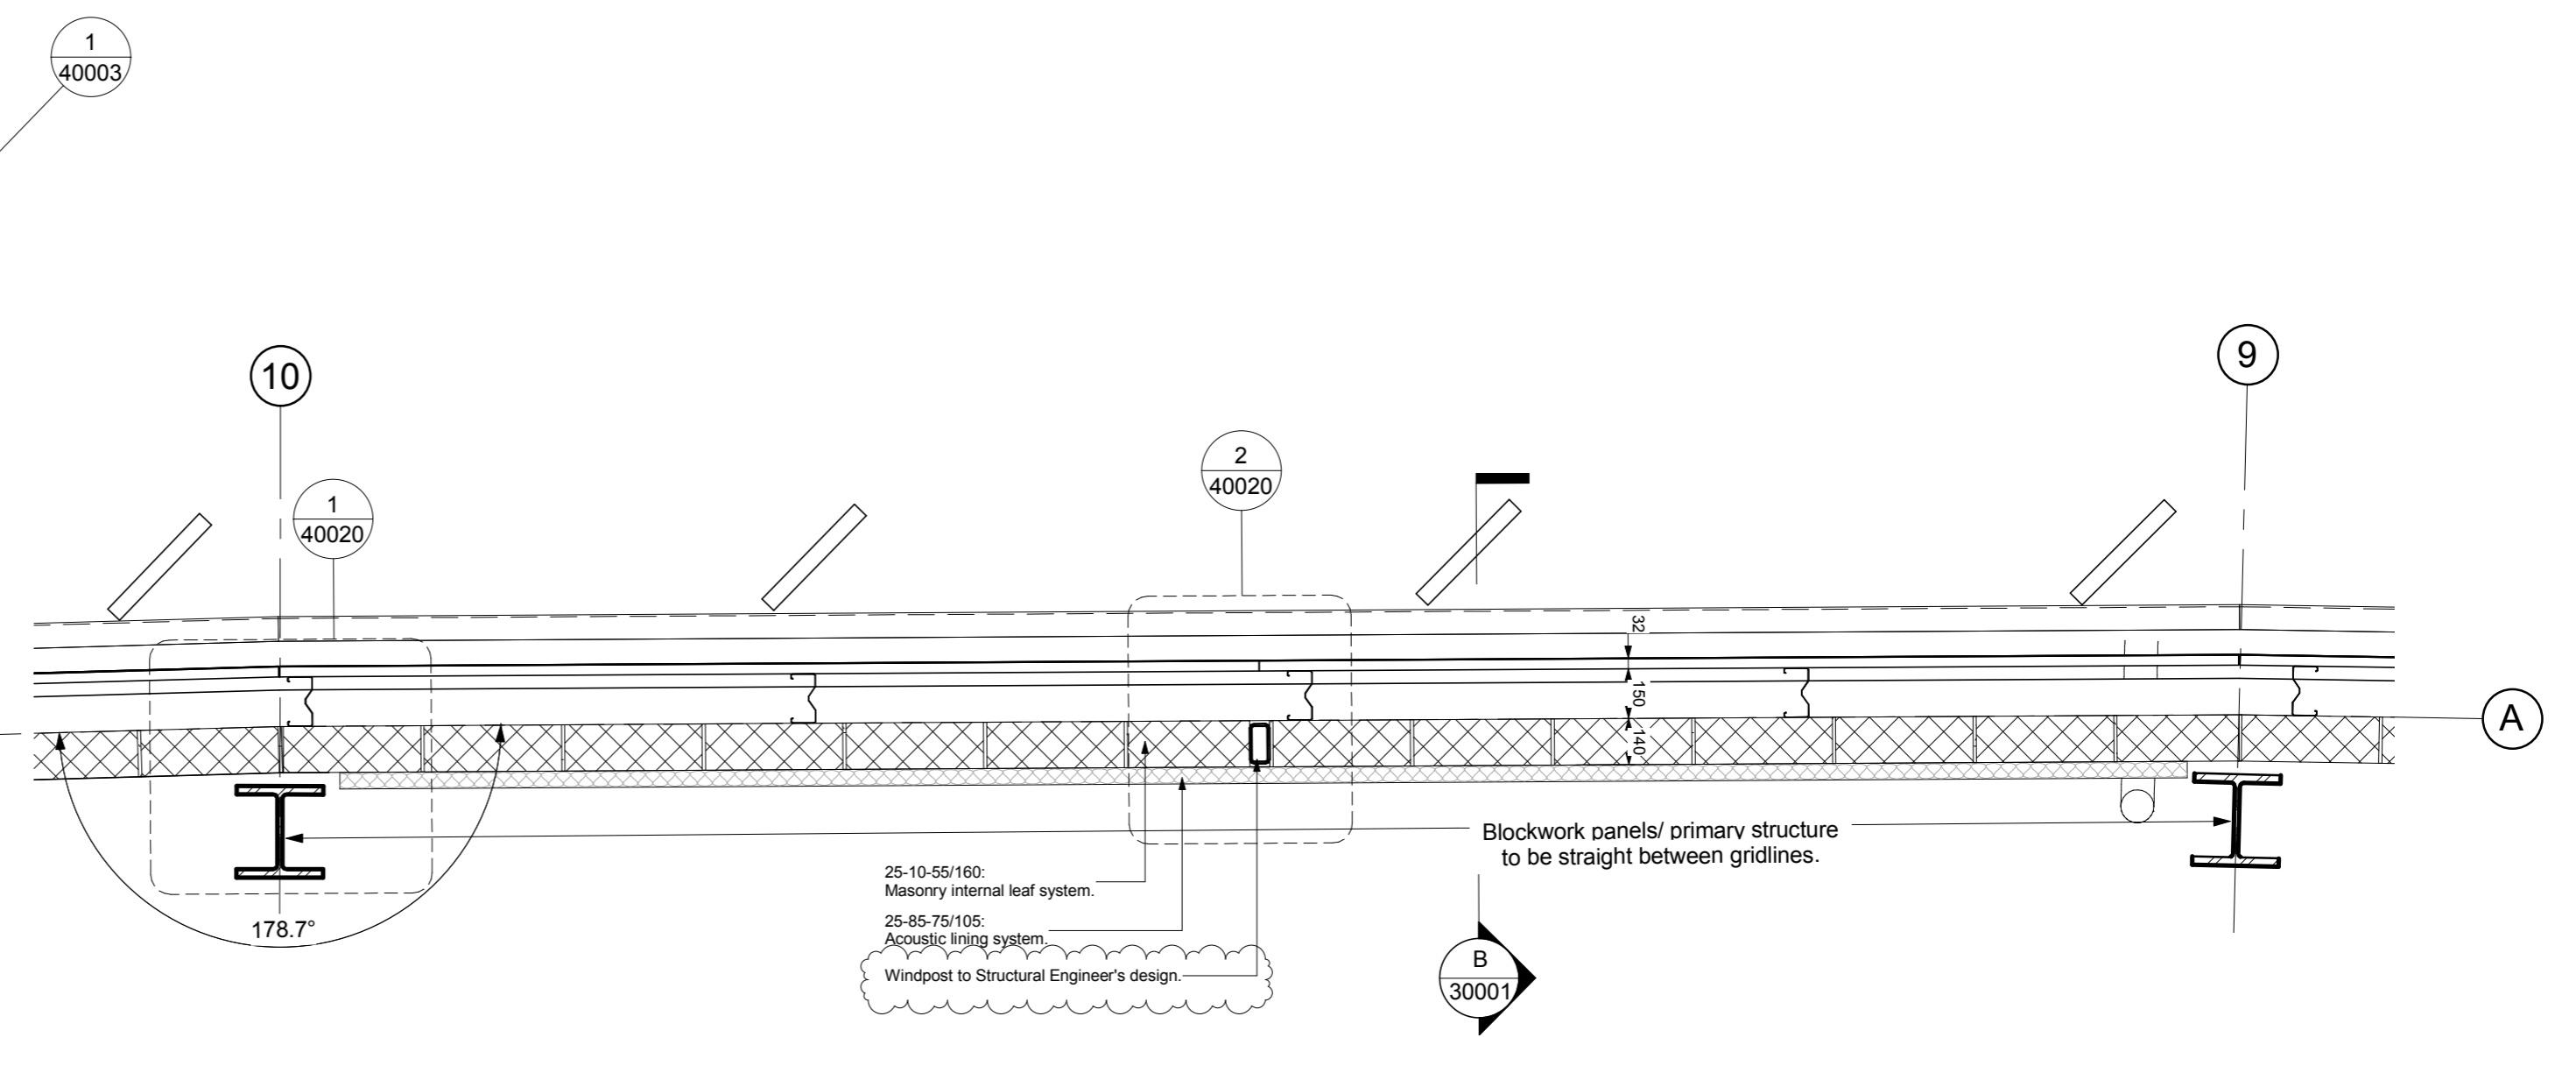 1
40003
10
9
1
40020
2
40020
32
150
140
A
Blockwork panels/ primary structure
to be straight between gridlines.
25-10-55/160:
Masonry internal leaf system.
25-85-75/105:
Acoustic lining system.
178.7°
Windpost to Structural Engineer's design.
B
30001